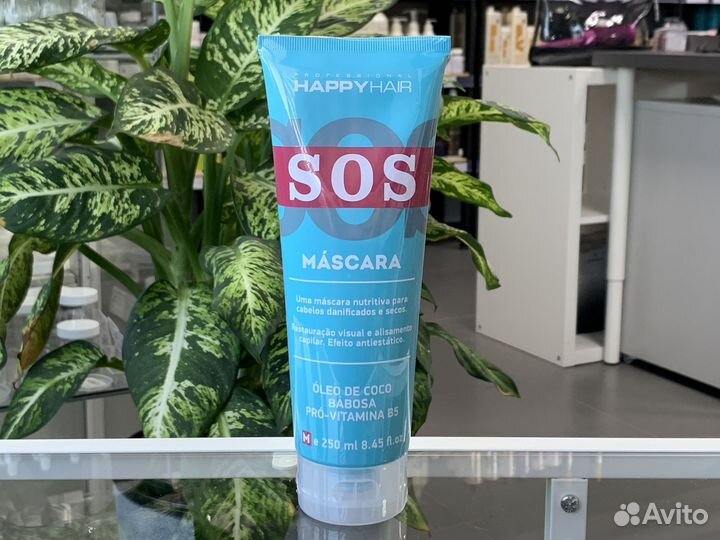 PROFESSIONAL
HAPPYHAIR
SOS
SOS
MÁSCARA
Uma máscara nutritiva para
cabelos danificados e secos.
Restauração visual e alisamento
capilar. Efeito antiestático.
ÓLEO DE COCO
BABOSA
PRÓ-VITAMINA B5
M e 250 ml 8.45 fl.oz
Avito